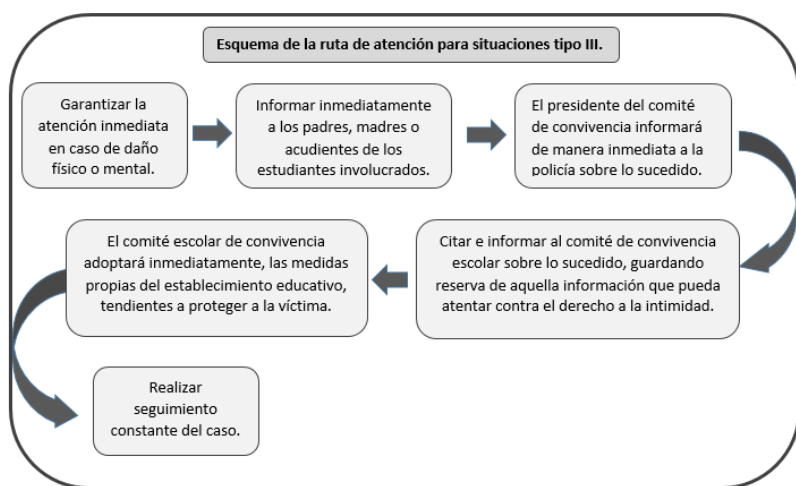 Esquema de la ruta de atención para situaciones tipo III.
Garantizar la
atención inmediata
en caso de daño
físico o mental.
Informar inmediatamente
a los padres, madres o
acudientes de los
estudiantes involucrados.
El presidente del comité
de convivencia informará
de manera inmediata a la
policía sobre lo sucedido.
Citar e informar al comité de convivencia
escolar sobre lo sucedido, guardando
reserva de aquella información que pueda
atentar contra el derecho a la intimidad.
El comité escolar de convivencia
adoptará inmediatamente, las medidas
propias del establecimiento educativo,
tendientes a proteger a la víctima.
Realizar
seguimiento
constante del caso.